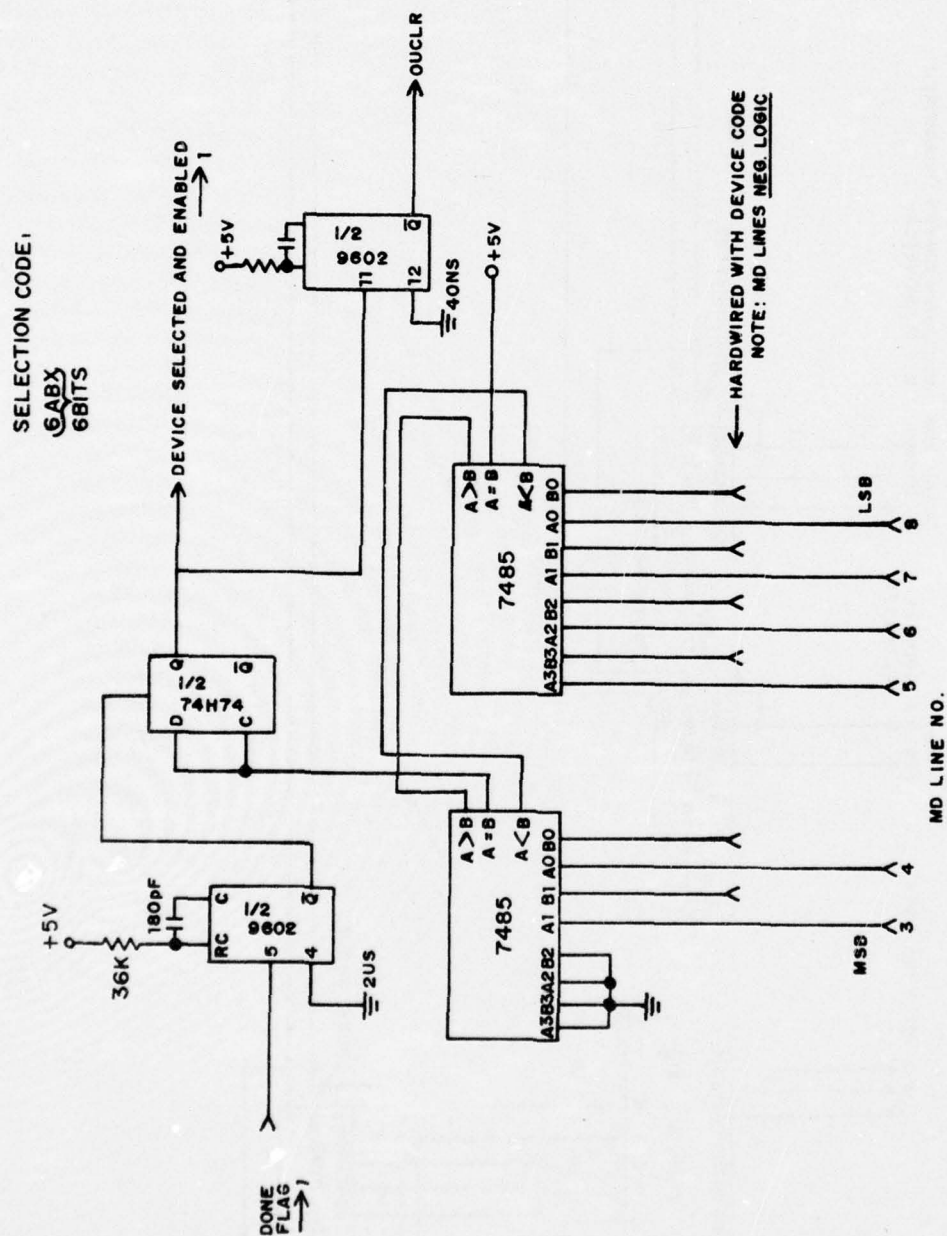 SELECTION CODE:
6ABX
6BITS
DEVICE SELECTED AND ENABLED
1
+5V
1/2
9602
11
12
Q̅
OUCLR
40NS
D
Q
1/2
74H74
C
Q̅
+5V
36K
180pF
RC
C
1/2
9602
5
4
Q̅
2US
DONE
FLAG
1
7485
A>B
A=B
A<B
A3B3A2B2 A1 B1 A0 B0
7485
A>B
A=B
A<B
A3B3A2B2 A1 B1 A0 B0
+5V
HARDWIRED WITH DEVICE CODE
NOTE: MD LINES NEG. LOGIC
MSB
LSB
3
4
5
6
7
8
MD LINE NO.